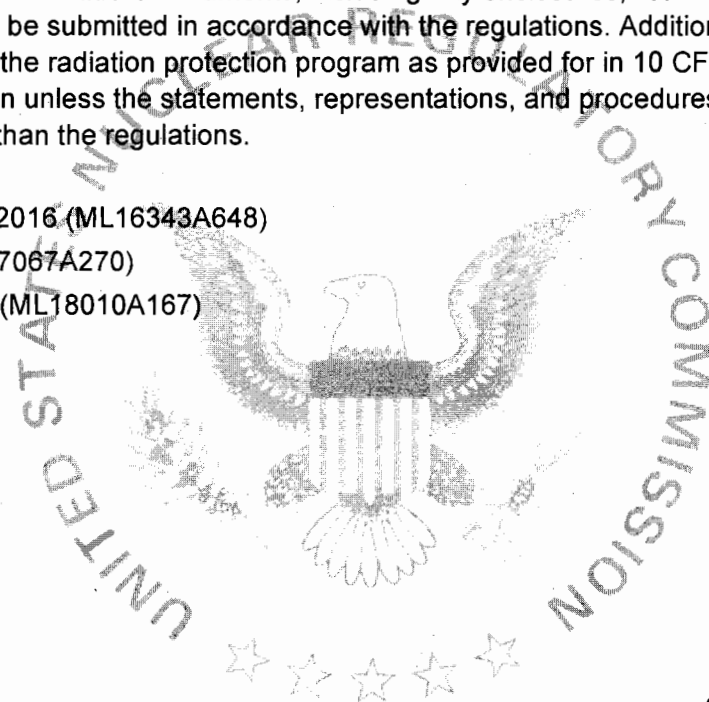 be submitted in accordance with the regulations. Addition
the radiation protection program as provided for in 10 CF
n unless the statements, representations, and procedures
than the regulations.
2016 (ML16343A648)
7067A270)
(ML18010A167)
UNITED STATES NUCLEAR REGULATORY COMMISSION